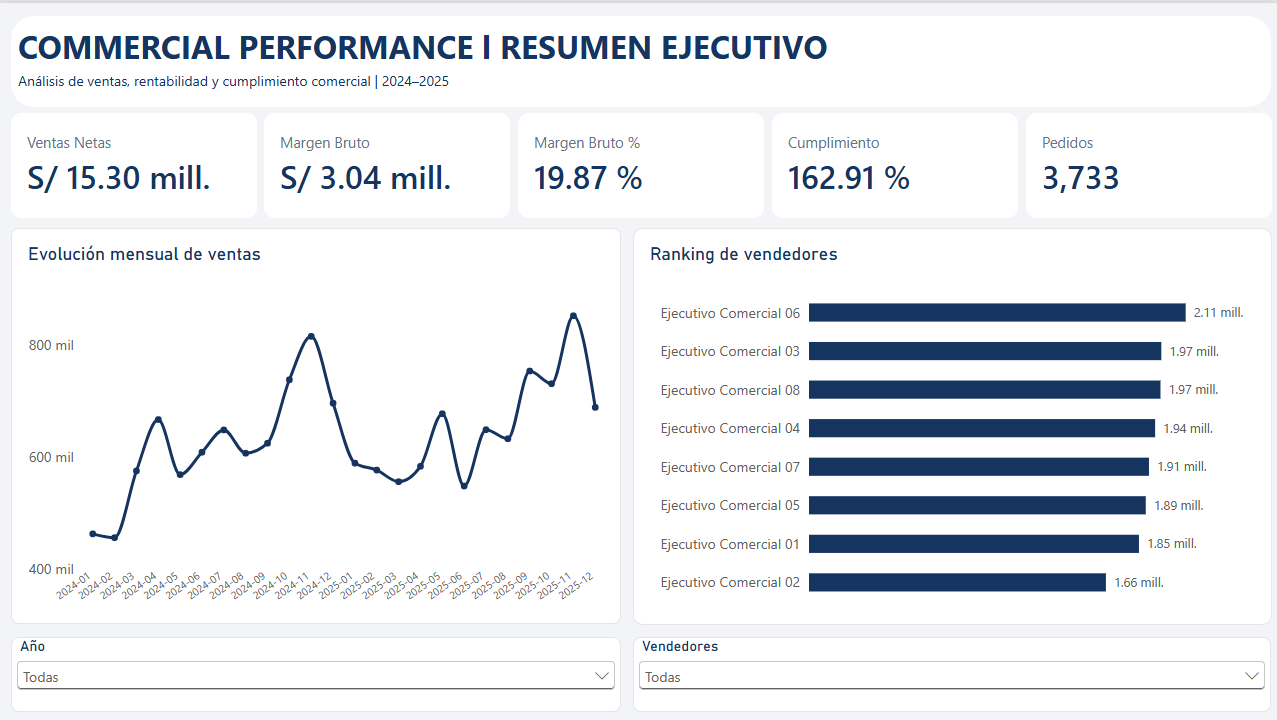 COMMERCIAL PERFORMANCE l RESUMEN EJECUTIVO
Análisis de ventas, rentabilidad y cumplimiento comercial | 2024–2025
Ventas Netas
S/ 15.30 mill.
Margen Bruto
S/ 3.04 mill.
Margen Bruto %
19.87 %
Cumplimiento
162.91 %
Pedidos
3,733
Evolución mensual de ventas
800 mil
600 mil
400 mil
2024-01
2024-02
2024-03
2024-04
2024-05
2024-06
2024-07
2024-08
2024-09
2024-10
2024-11
2024-12
2025-01
2025-02
2025-03
2025-04
2025-05
2025-06
2025-07
2025-08
2025-09
2025-10
2025-11
2025-12
Ranking de vendedores
Ejecutivo Comercial 06 2.11 mill.
Ejecutivo Comercial 03 1.97 mill.
Ejecutivo Comercial 08 1.97 mill.
Ejecutivo Comercial 04 1.94 mill.
Ejecutivo Comercial 07 1.91 mill.
Ejecutivo Comercial 05 1.89 mill.
Ejecutivo Comercial 01 1.85 mill.
Ejecutivo Comercial 02 1.66 mill.
Año
Todas
Vendedores
Todas